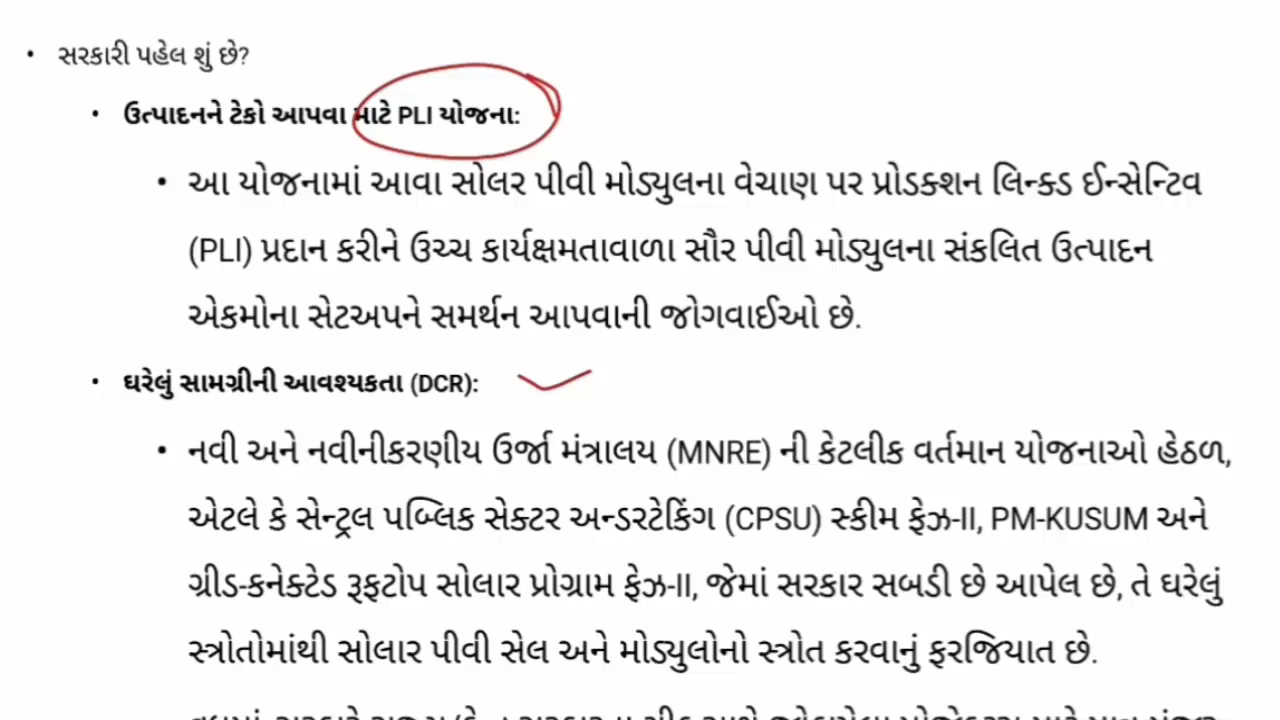 • સરકારી પહેલ શું છે?
• ઉત્પાદનને ટેકો આપવા માટે PLI યોજના:
• આ યોજનામાં આવા સોલર પીવી મોડ્યુલના વેચાણ પર પ્રોડક્શન લિન્ક્ડ ઈન્સેન્ટિવ
(PLI) પ્રદાન કરીને ઉચ્ચ કાર્યક્ષમતાવાળા સૌર પીવી મોડ્યુલના સંકલિત ઉત્પાદન
એકમોના સેટઅપને સમર્થન આપવાની જોગવાઈઓ છે.
• ઘરેલું સામગ્રીની આવશ્યકતા (DCR):
• નવી અને નવીનીકરણીય ઉર્જા મંત્રાલય (MNRE) ની કેટલીક વર્તમાન યોજનાઓ હેઠળ,
એટલે કે સેન્ટ્રલ પબ્લિક સેક્ટર અન્ડરટેકિંગ (CPSU) સ્કીમ ફેઝ-II, PM-KUSUM અને
ગ્રીડ-કનેક્ટેડ રૂફટોપ સોલાર પ્રોગ્રામ ફેઝ-II, જેમાં સરકાર સબડી છે આપેલ છે, તે ઘરેલું
સ્ત્રોતોમાંથી સોલાર પીવી સેલ અને મોડ્યુલોનો સ્ત્રોત કરવાનું ફરજિયાત છે.